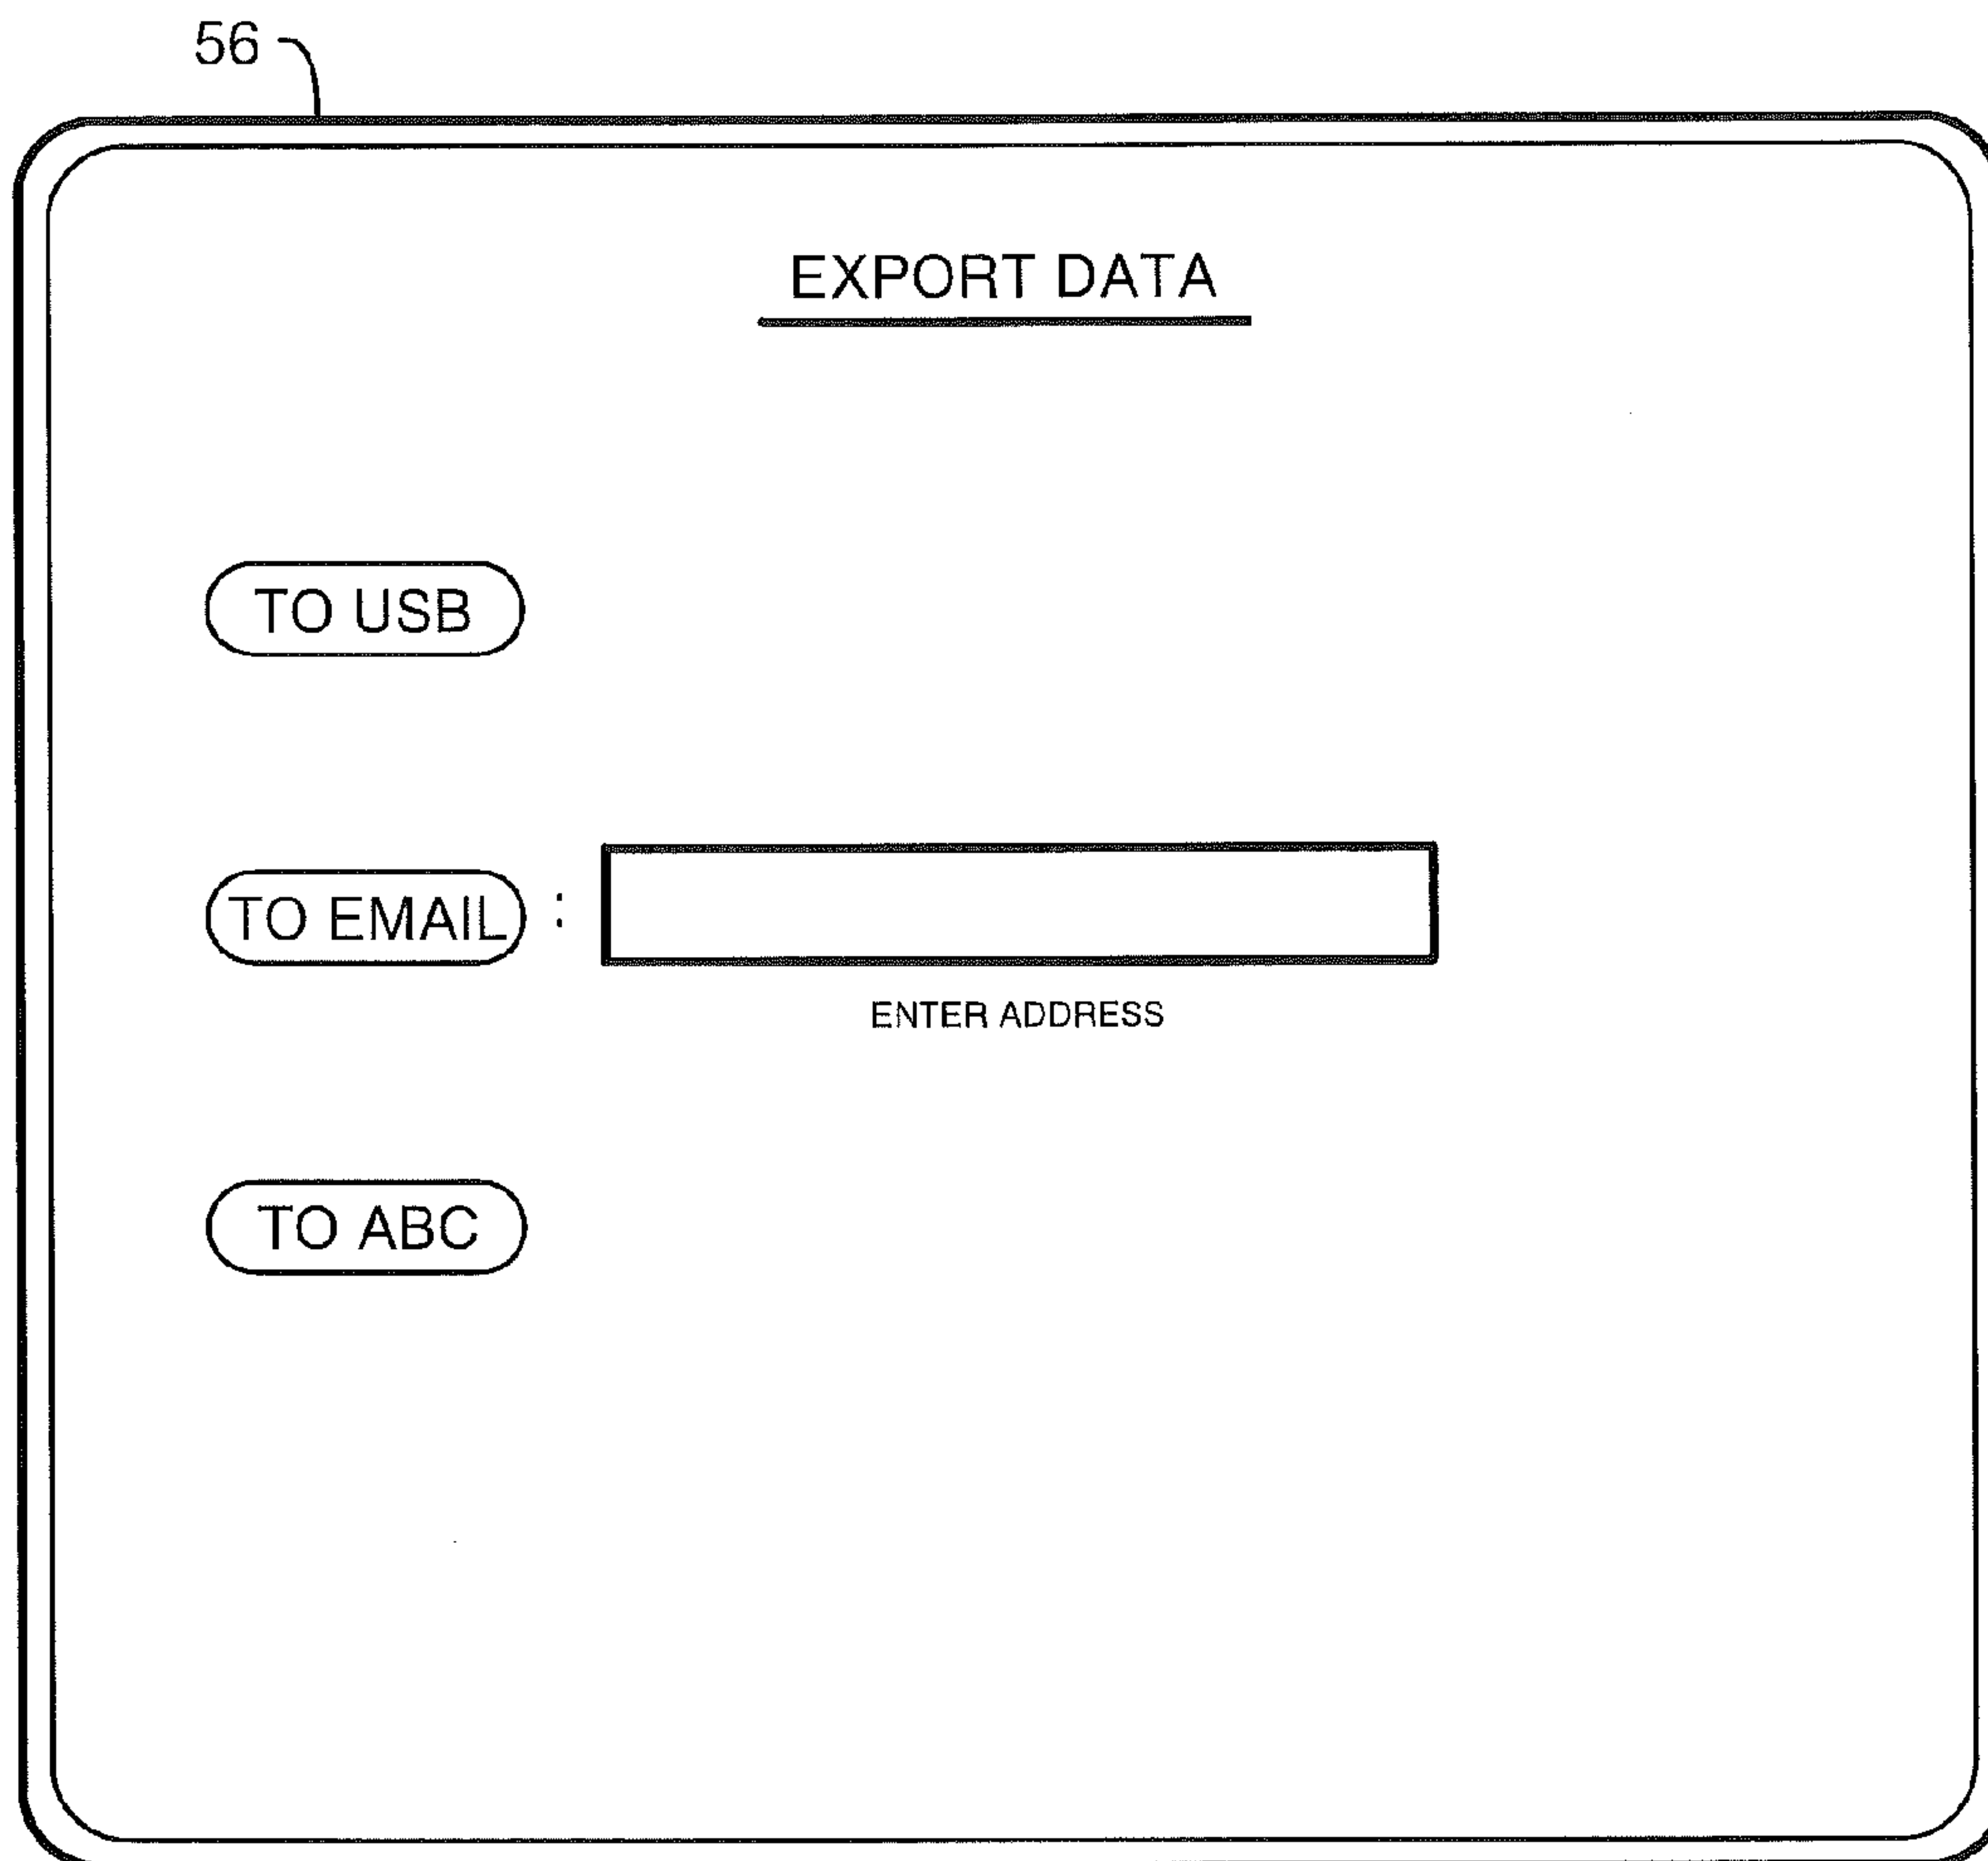 56
EXPORT DATA
TO USB
TO EMAIL :
ENTER ADDRESS
TO ABC